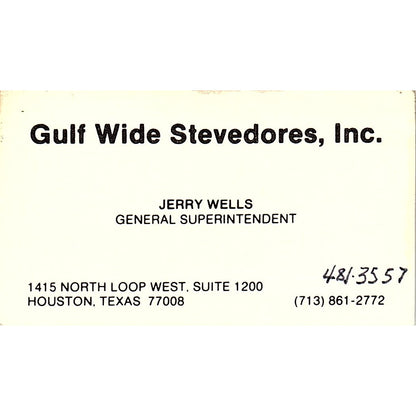 Gulf Wide Stevedores, Inc.
JERRY WELLS
GENERAL SUPERINTENDENT
481-3557
1415 NORTH LOOP WEST, SUITE 1200
HOUSTON, TEXAS 77008
(713) 861-2772